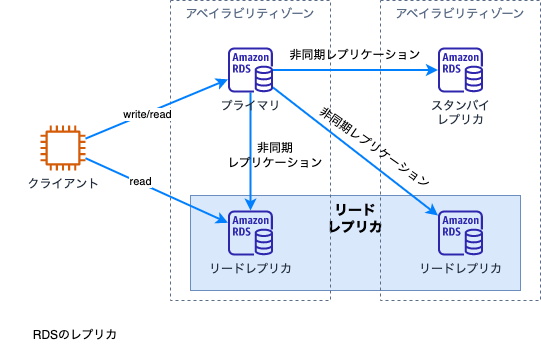 アベイラビリティゾーン
アベイラビリティゾーン
Amazon
RDS
プライマリ
非同期レプリケーション
Amazon
RDS
スタンバイ
レプリカ
write/read
クライアント
read
非同期
レプリケーション
非同期レプリケーション
リード
レプリカ
Amazon
RDS
リードレプリカ
Amazon
RDS
リードレプリカ
RDSのレプリカ